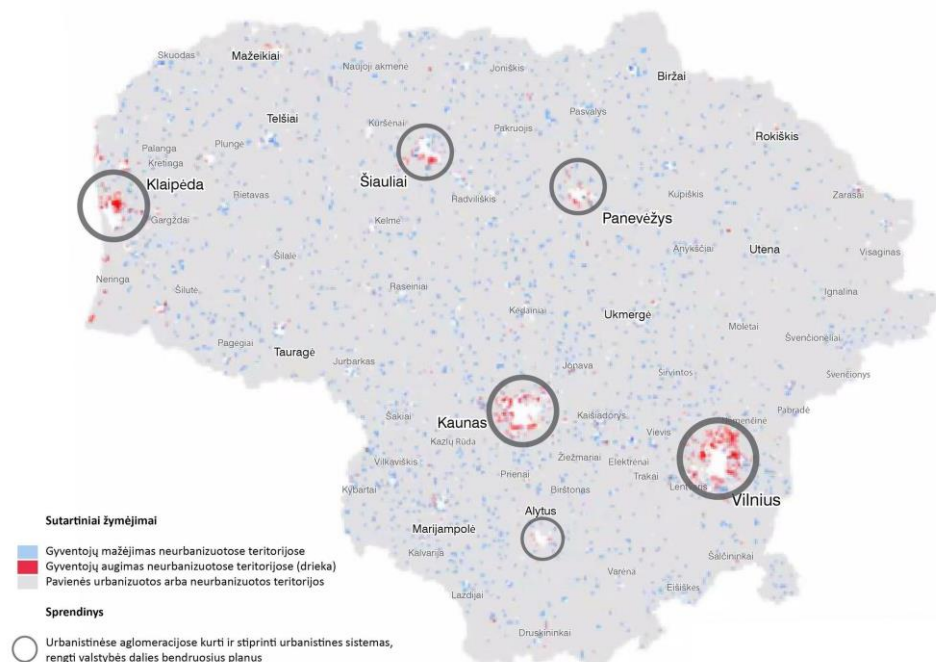 Skuodas
Mažeikiai
Naujoji akmenė
Joniškis
Biržai
Telšiai
Kuršėnai
Pakruojis
Pasvalys
Rokiškis
Palanga
Plungė
Kretinga
Klaipėda
Šiauliai
Rietavas
Radviliškis
Kupiškis
Zarasai
Gargždai
Kelmė
Panevėžys
Šilalė
Anykščiai
Utena
Visaginas
Neringa
Šilutė
Raseiniai
Ignalina
Kėdainiai
Ukmergė
Moletai
Pagėgiai
Tauragė
Švenčionėliai
Jurbarkas
Jonava
Širvintos
Švenčionys
Šakiai
Kaunas
Kaišiadorys
Nemenčinė
Pabradė
Kazlų Rūda
Vievis
Vilkaviškis
Žiežmariai
Elektrėnai
Kybartai
Prienai
Trakai
Birštonas
Lentvaris
Vilnius
Alytus
Marijampolė
Kalvarija
Šalčininkai
Varėna
Eišiškės
Lazdijai
Druskininkai
Sutartiniai žymėjimai
Gyventojų mažėjimas neurbanizuotose teritorijose
Gyventojų augimas neurbanizuotose teritorijose (drieka)
Pavienės urbanizuotos arba neurbanizuotos teritorijos
Sprendinys
Urbanistinėse aglomeracijose kurti ir stiprinti urbanistines sistemas,
rengti valstybės dalies bendruosius planus